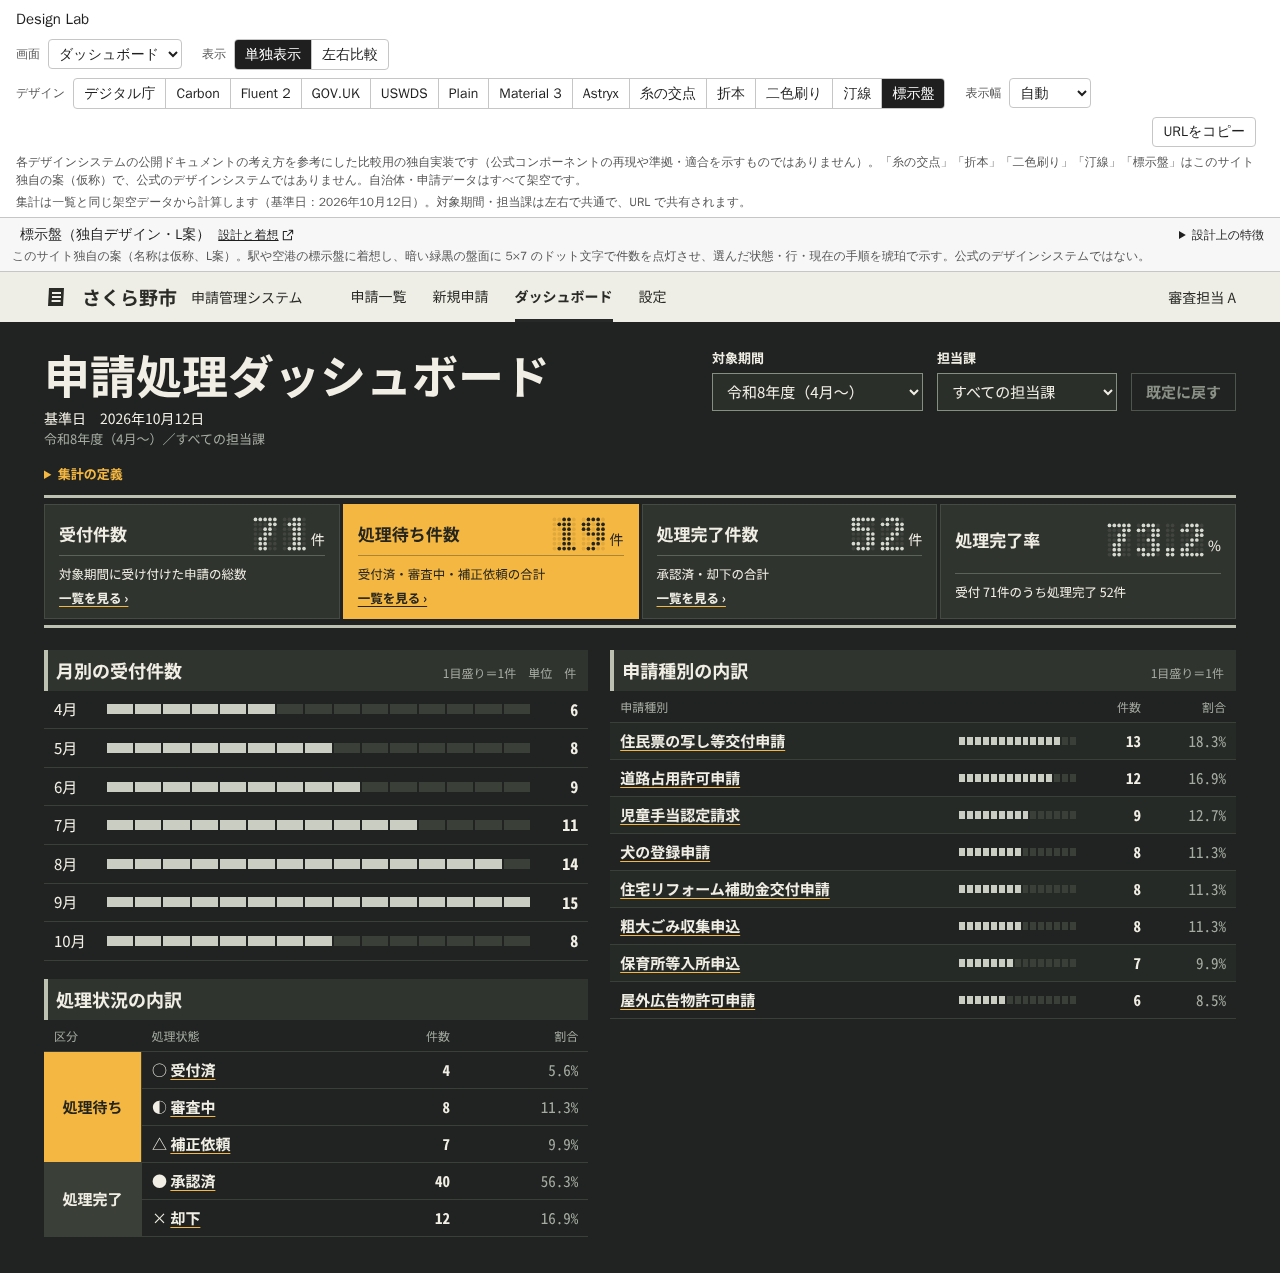 Design Lab
画面 ダッシュボード 表示 単独表示 左右比較
デザイン デジタル庁 Carbon Fluent 2 GOV.UK USWDS Plain Material 3 Astryx 糸の交点 折本 二色刷り 汀線 標示盤 表示幅 自動
URLをコピー
各デザインシステムの公開ドキュメントの考え方を参考にした比較用の独自実装です（公式コンポーネントの再現や準拠・適合を示すものではありません）。「糸の交点」「折本」「二色刷り」「汀線」「標示盤」はこのサイト
独自の案（仮称）で、公式のデザインシステムではありません。自治体・申請データはすべて架空です。
集計は一覧と同じ架空データから計算します（基準日：2026年10月12日）。対象期間・担当課は左右で共通で、URL で共有されます。
標示盤（独自デザイン・L案） 設計と着想 ▶ 設計上の特徴
このサイト独自の案（名称は仮称、L案）。駅や空港の標示盤に着想し、暗い緑黒の盤面に 5×7 のドット文字で件数を点灯させ、選んだ状態・行・現在の手順を琥珀で示す。公式のデザインシステムではない。
さくら野市 申請管理システム 申請一覧 新規申請 ダッシュボード 設定 審査担当 A
申請処理ダッシュボード
対象期間 担当課
令和8年度（4月〜） すべての担当課 既定に戻す
基準日 2026年10月12日
令和8年度（4月〜）／すべての担当課
▶ 集計の定義
受付件数 71 件
対象期間に受け付けた申請の総数
一覧を見る ›
処理待ち件数 19 件
受付済・審査中・補正依頼の合計
一覧を見る ›
処理完了件数 52 件
承認済・却下の合計
一覧を見る ›
処理完了率 73.2 %
受付 71件のうち処理完了 52件
月別の受付件数 1目盛り＝1件 単位 件
4月 6
5月 8
6月 9
7月 11
8月 14
9月 15
10月 8
処理状況の内訳
区分 処理状態 件数 割合
処理待ち
○ 受付済 4 5.6%
◐ 審査中 8 11.3%
△ 補正依頼 7 9.9%
処理完了
● 承認済 40 56.3%
× 却下 12 16.9%
申請種別の内訳 1目盛り＝1件
申請種別 件数 割合
住民票の写し等交付申請 13 18.3%
道路占用許可申請 12 16.9%
児童手当認定請求 9 12.7%
犬の登録申請 8 11.3%
住宅リフォーム補助金交付申請 8 11.3%
粗大ごみ収集申込 8 11.3%
保育所等入所申込 7 9.9%
屋外広告物許可申請 6 8.5%